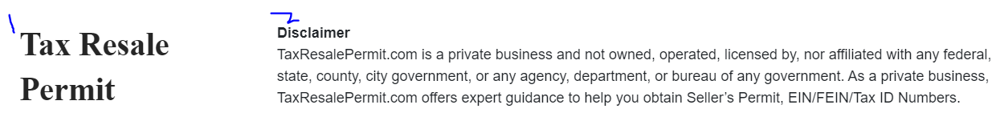 1
Tax Resale
Permit
2
Disclaimer
TaxResalePermit.com is a private business and not owned, operated, licensed by, nor affiliated with any federal,
state, county, city government, or any agency, department, or bureau of any government. As a private business,
TaxResalePermit.com offers expert guidance to help you obtain Seller’s Permit, EIN/FEIN/Tax ID Numbers.